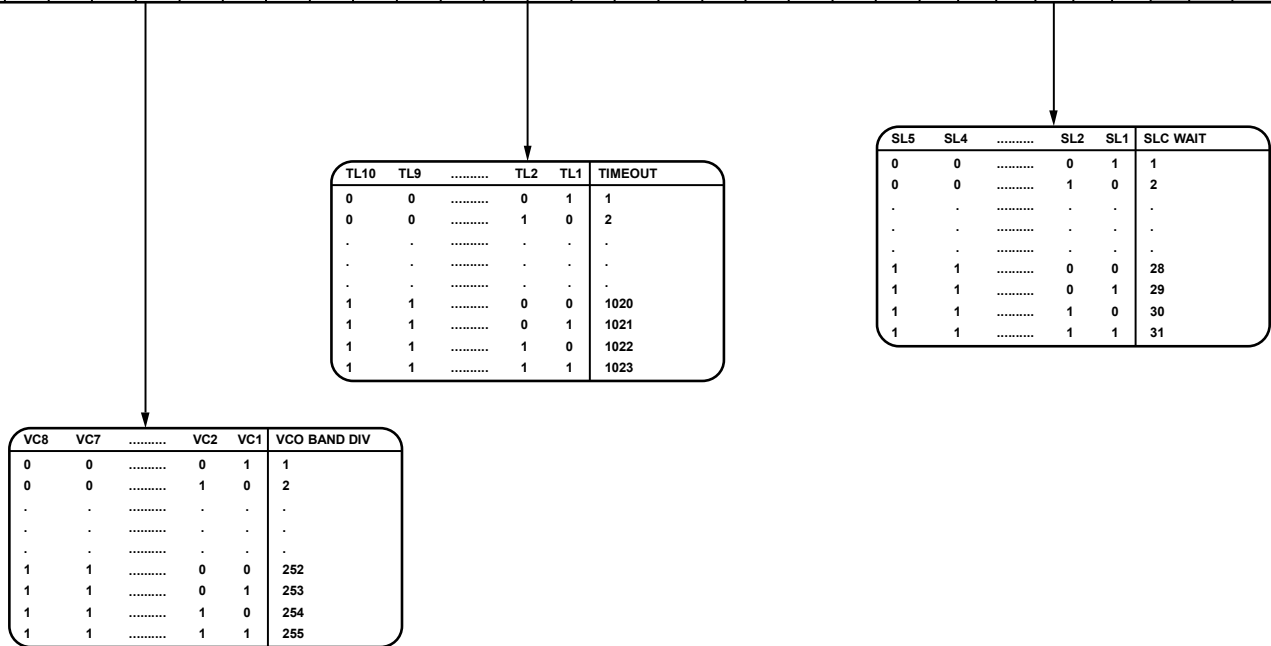 SL5 SL4 .......... SL2 SL1 SLC WAIT
0 0 .......... 0 1 1
0 0 .......... 1 0 2
. . .......... . . .
. . .......... . . .
. . .......... . . .
1 1 .......... 0 0 28
1 1 .......... 0 1 29
1 1 .......... 1 0 30
1 1 .......... 1 1 31
TL10 TL9 .......... TL2 TL1 TIMEOUT
0 0 .......... 0 1 1
0 0 .......... 1 0 2
. . .......... . . .
. . .......... . . .
. . .......... . . .
1 1 .......... 0 0 1020
1 1 .......... 0 1 1021
1 1 .......... 1 0 1022
1 1 .......... 1 1 1023
VC8 VC7 .......... VC2 VC1 VCO BAND DIV
0 0 .......... 0 1 1
0 0 .......... 1 0 2
. . .......... . . .
. . .......... . . .
. . .......... . . .
1 1 .......... 0 0 252
1 1 .......... 0 1 253
1 1 .......... 1 0 254
1 1 .......... 1 1 255